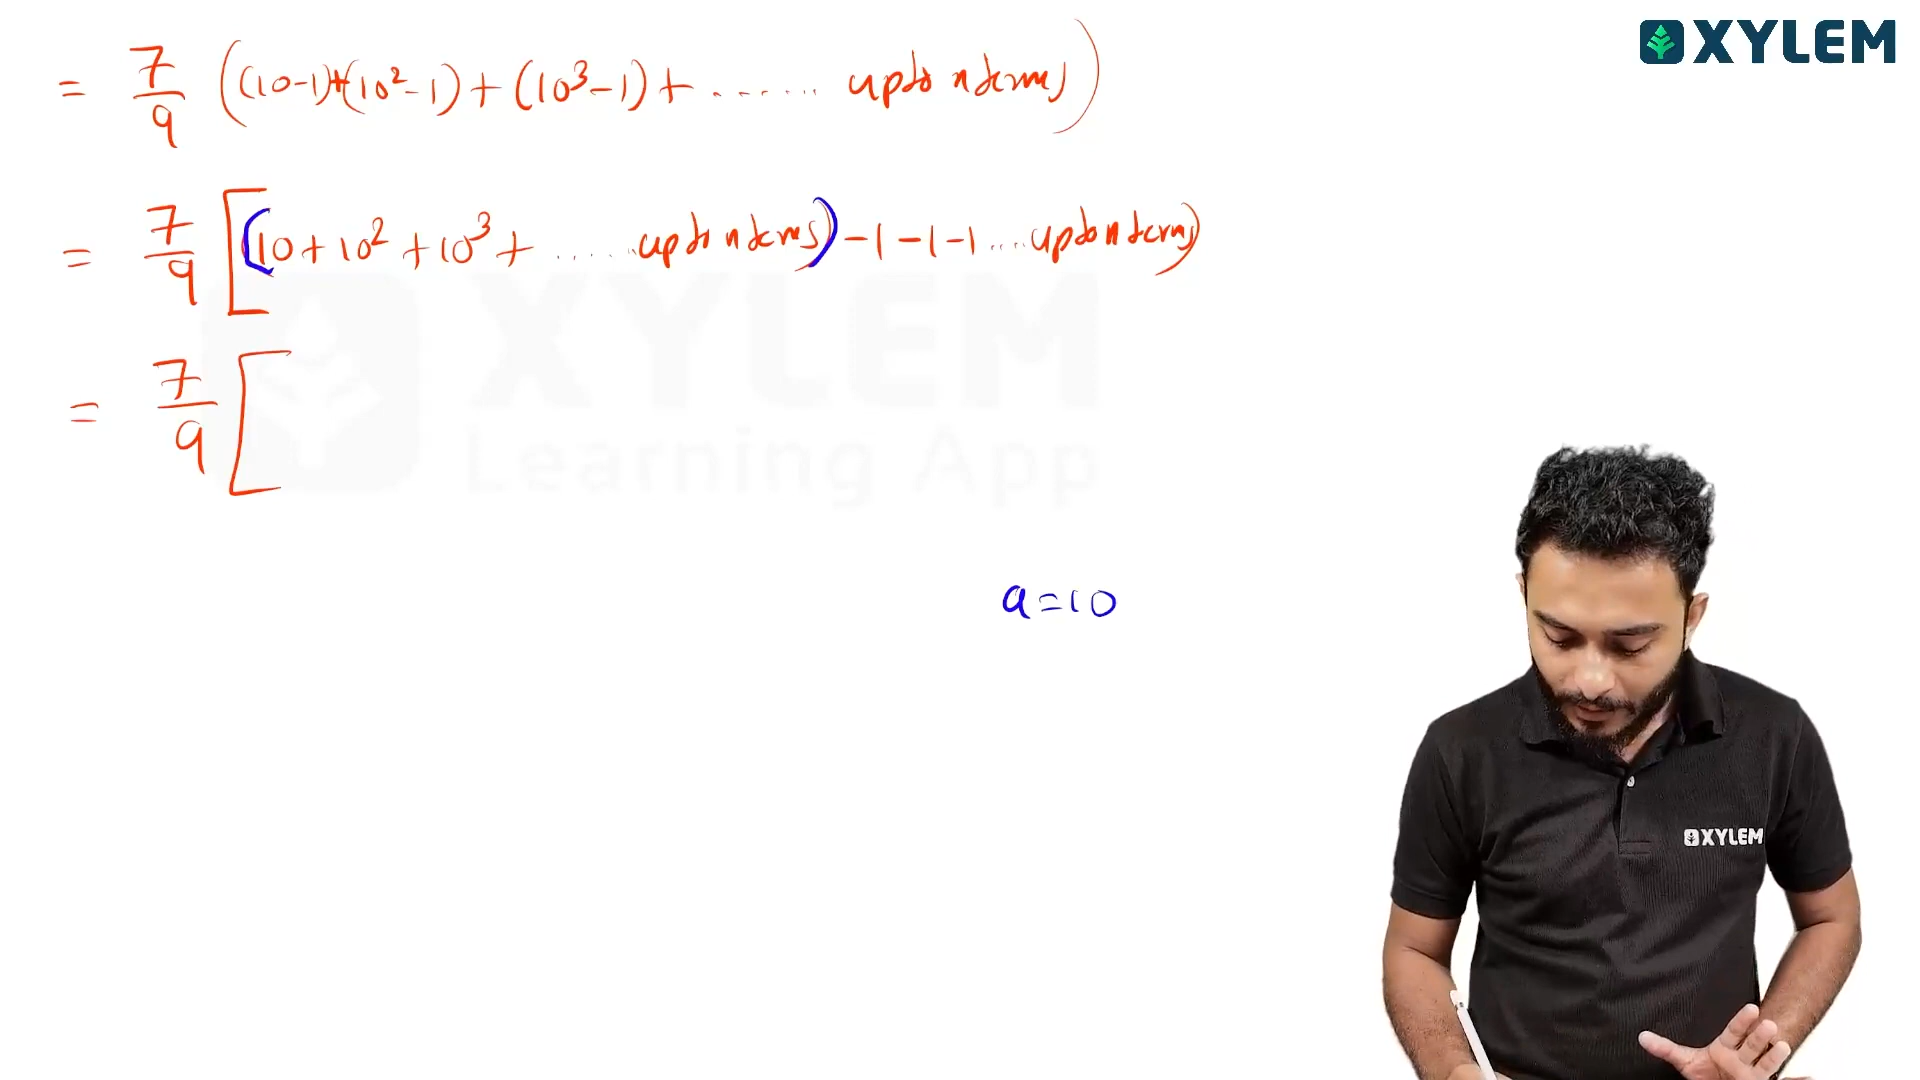 XYLEM
= 7/9 ((10-1)+(10²-1)+(10³-1)+ ...... upto n terms)
= 7/9 [(10+10²+10³+ ...... upto n terms) -1-1-1 .... upto n terms)
= 7/9 [
XYLEM
Learning App
a=10
XYLEM